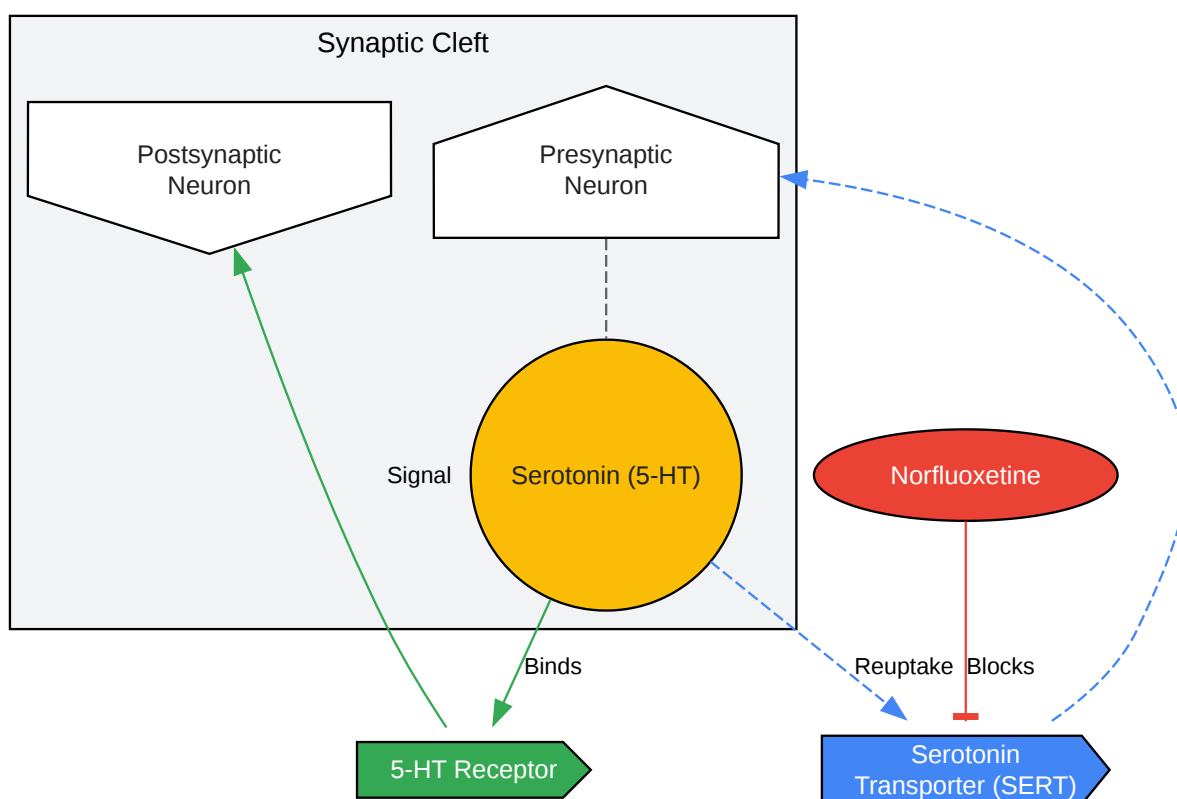 Synaptic Cleft
Postsynaptic
Neuron
Presynaptic
Neuron
Signal
Serotonin (5-HT)
Norfluoxetine
Binds
Reuptake
Blocks
5-HT Receptor
Serotonin
Transporter (SERT)